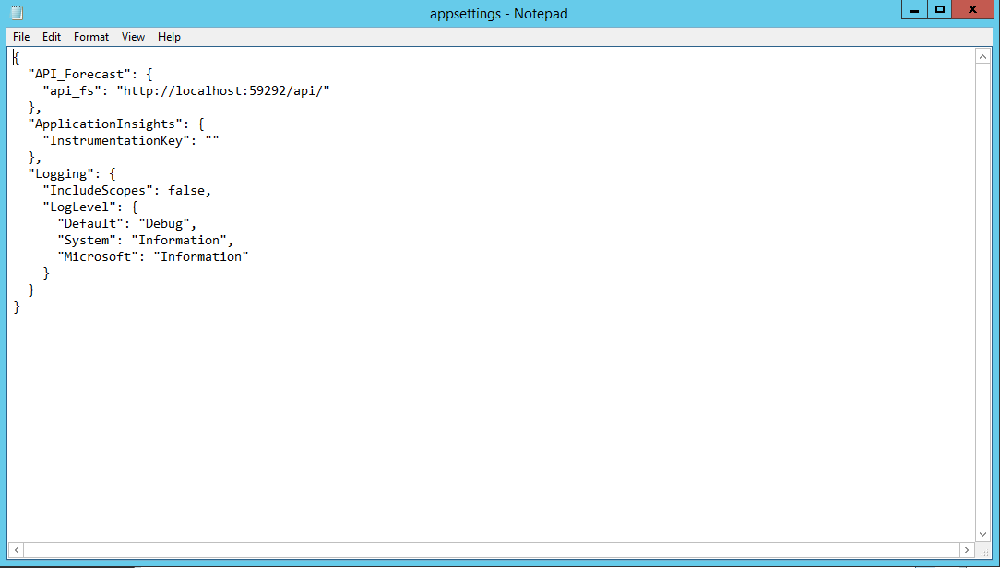 appsettings - Notepad
File Edit Format View Help
{
  "API_Forecast": {
    "api_fs": "http://localhost:59292/api/"
  },
  "ApplicationInsights": {
    "InstrumentationKey": ""
  },
  "Logging": {
    "IncludeScopes": false,
    "LogLevel": {
      "Default": "Debug",
      "System": "Information",
      "Microsoft": "Information"
    }
  }
}